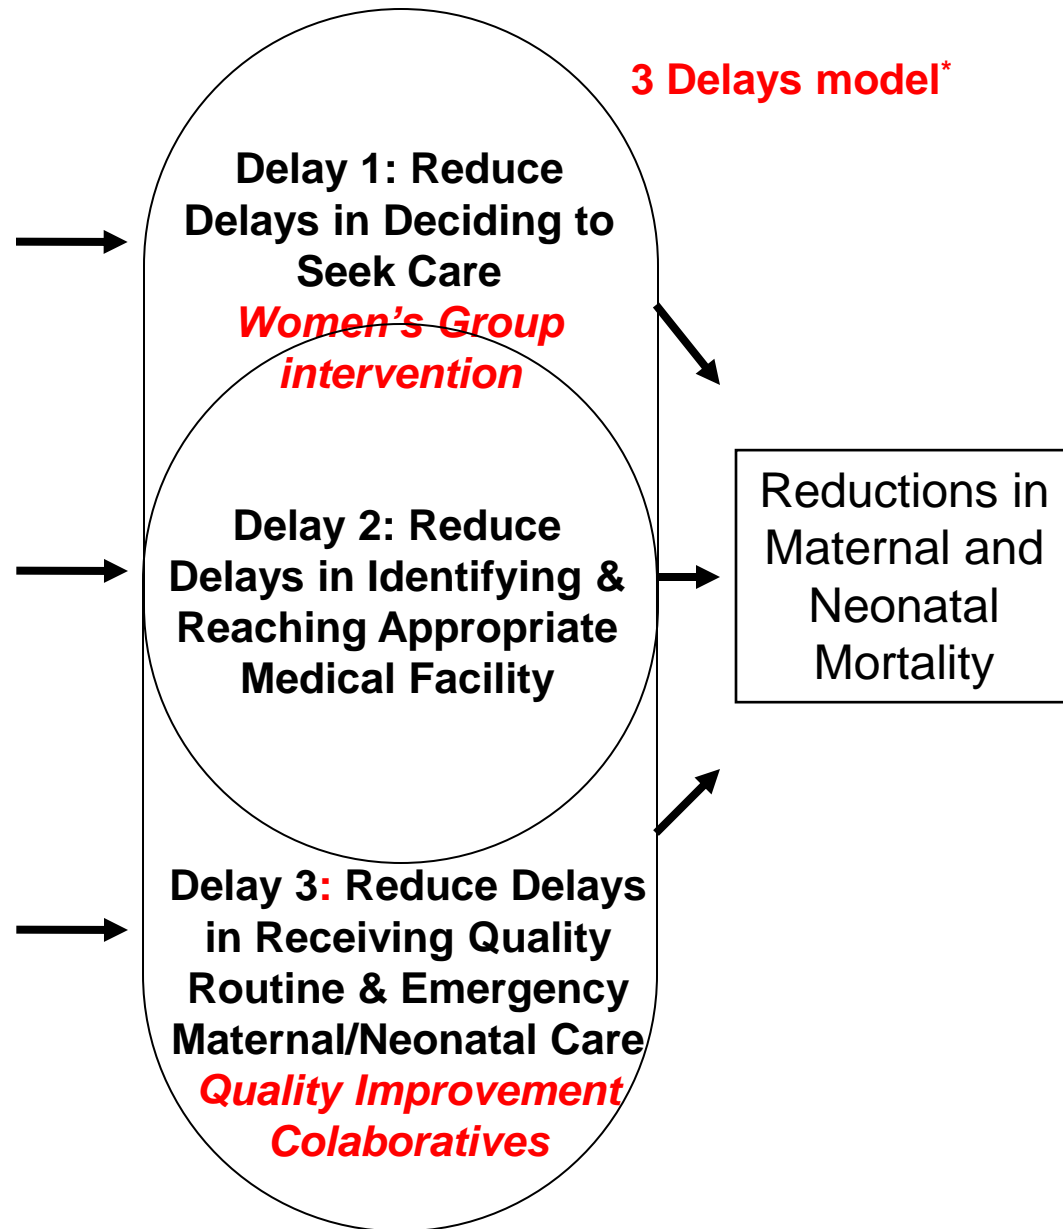 3 Delays model*
Delay 1: Reduce
Delays in Deciding to
Seek Care
Women’s Group
intervention
Delay 2: Reduce
Delays in Identifying &
Reaching Appropriate
Medical Facility
Reductions in
Maternal and
Neonatal
Mortality
Delay 3: Reduce Delays
in Receiving Quality
Routine & Emergency
Maternal/Neonatal Care
Quality Improvement
Colaboratives